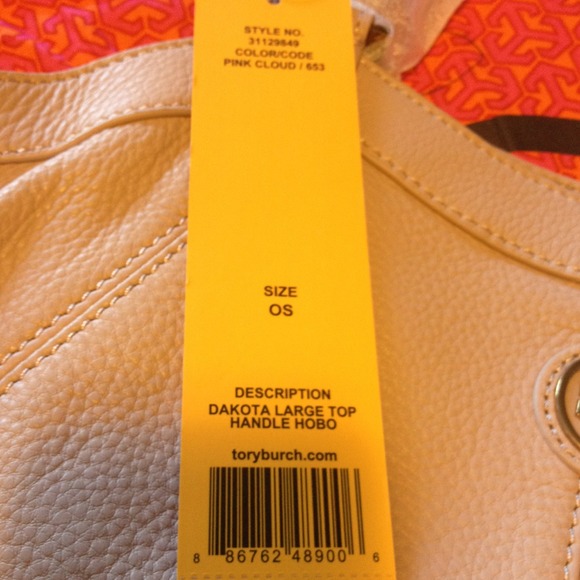 STYLE NO.
31129849
COLOR/CODE
PINK CLOUD / 653
SIZE
OS
DESCRIPTION
DAKOTA LARGE TOP
HANDLE HOBO
toryburch.com
8 86762 48900 6